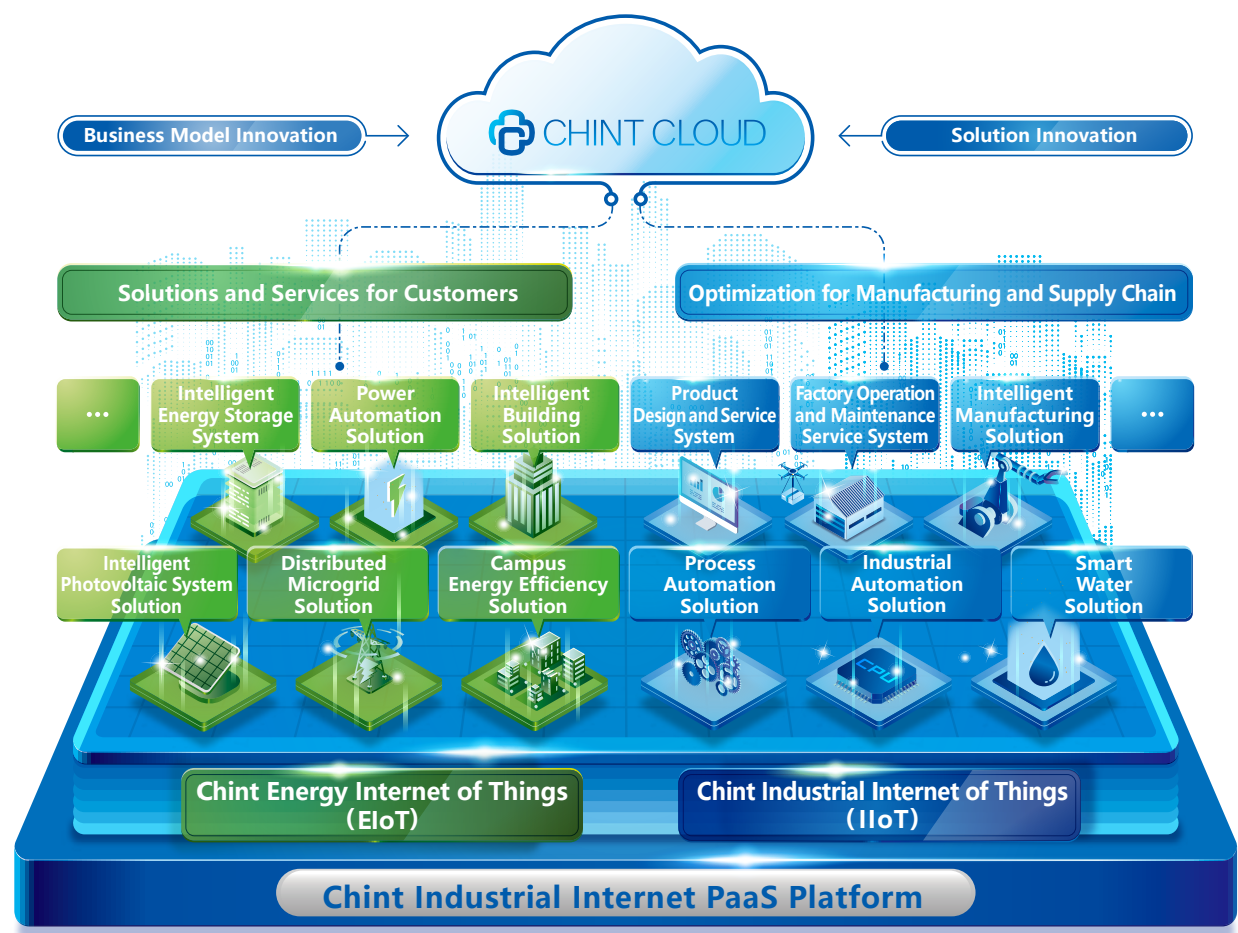 CHINT CLOUD
Business Model Innovation
Solution Innovation
Solutions and Services for Customers
Optimization for Manufacturing and Supply Chain
...
Intelligent
Energy Storage
System
Power
Automation
Solution
Intelligent
Building
Solution
Product
Design and Service
System
Factory Operation
and Maintenance
Service System
Intelligent
Manufacturing
Solution
...
Intelligent
Photovoltaic System
Solution
Distributed
Microgrid
Solution
Campus
Energy Efficiency
Solution
Process
Automation
Solution
Industrial
Automation
Solution
Smart
Water
Solution
CPU
Chint Energy Internet of Things
(EIoT)
Chint Industrial Internet of Things
(IIoT)
Chint Industrial Internet PaaS Platform